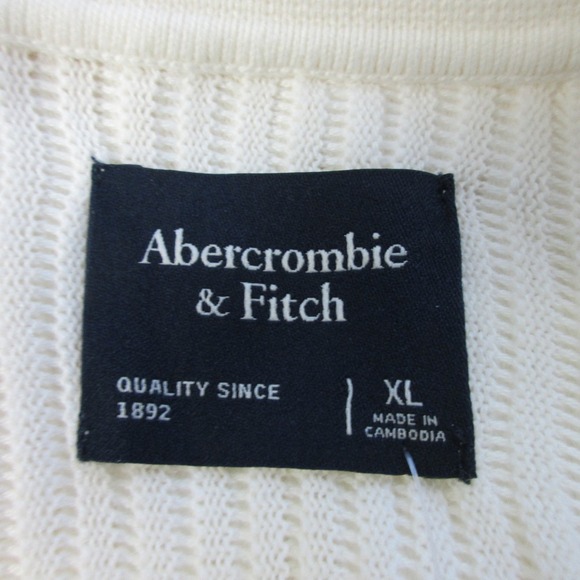 Abercrombie
& Fitch
QUALITY SINCE
1892
XL
MADE IN
CAMBODIA